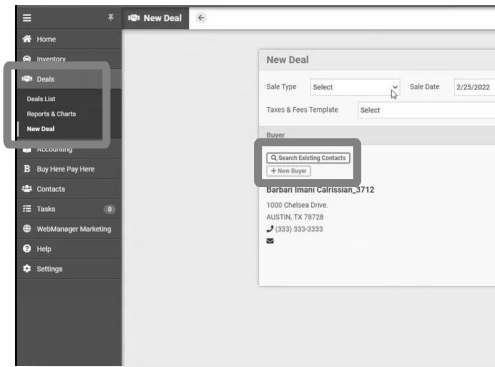 New Deal
Home
Inventory
Deals
Deals List
Reports & Charts
New Deal
Accounting
B Buy Here Pay Here
Contacts
Tasks 0
WebManager Marketing
Help
Settings
New Deal
Sale Type Select Sale Date 2/25/2022
Taxes & Fees Template Select
Buyer
Search Existing Contacts
+ New Buyer
Barbari Imani Calrissian_3712
1000 Chelsea Drive.
AUSTIN, TX 78728
(333) 333-3333